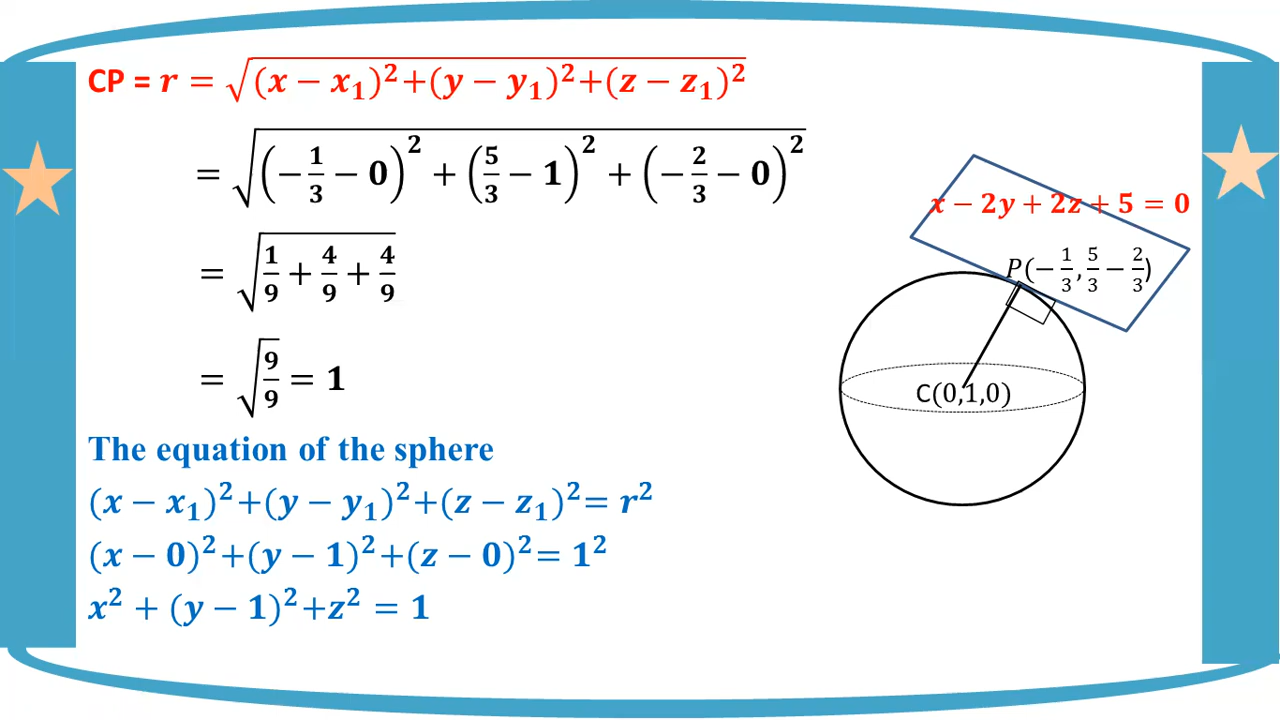 CP = r = √((x − x₁)²+(y − y₁)²+(z − z₁)²)
= √((−1/3 − 0)² + (5/3 − 1)² + (−2/3 − 0)²)
= √(1/9 + 4/9 + 4/9)
= √(9/9) = 1
The equation of the sphere
(x − x₁)²+(y − y₁)²+(z − z₁)²= r²
(x − 0)²+(y − 1)²+(z − 0)²= 1²
x² + (y − 1)²+z² = 1
x − 2y + 2z + 5 = 0
P(−1/3, 5/3 − 2/3)
C(0,1,0)